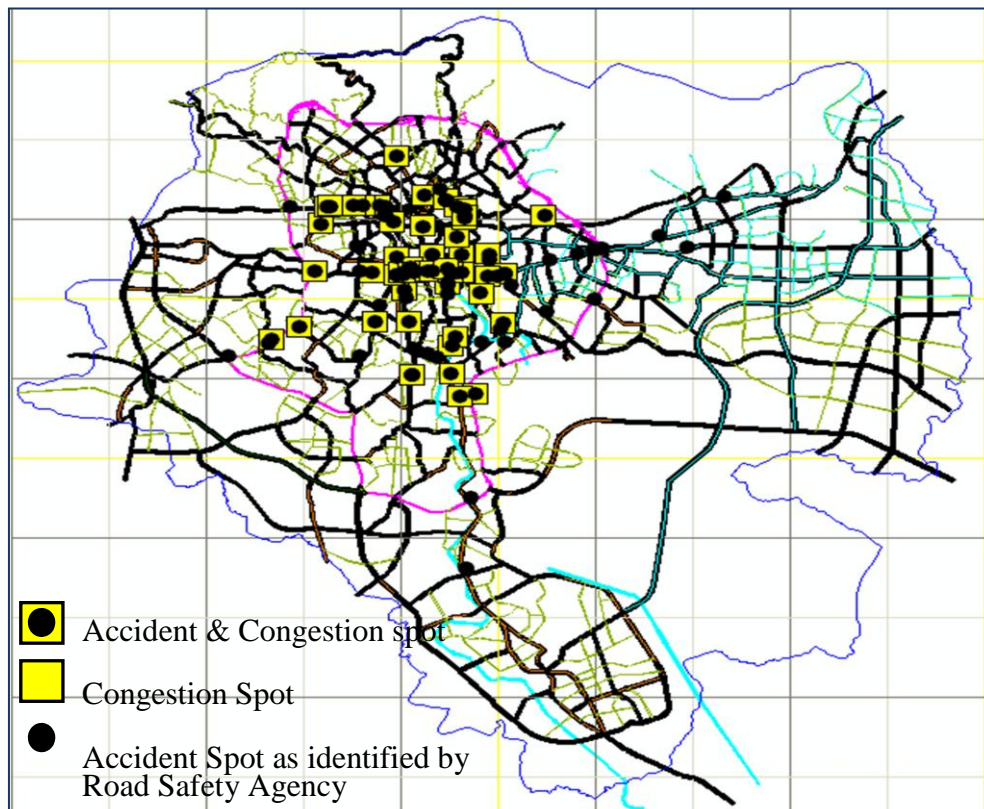 Accident & Congestion spot
Congestion Spot
Accident Spot as identified by
Road Safety Agency